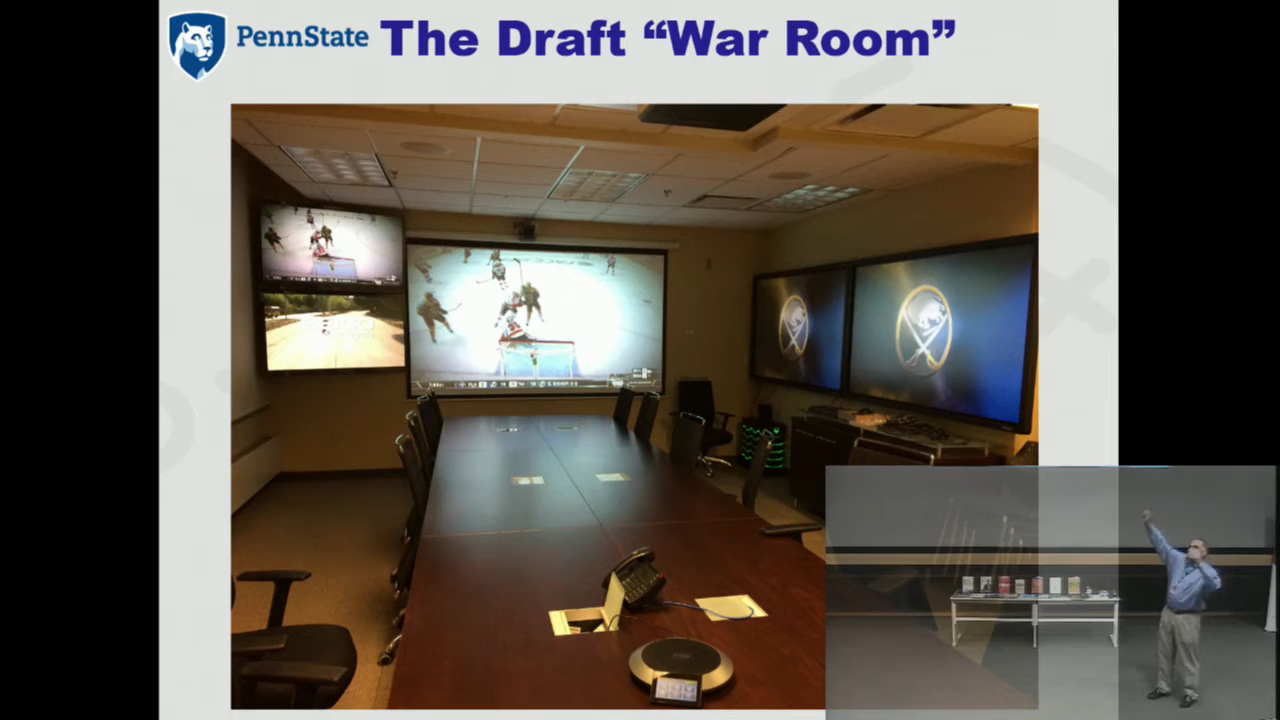 PennState
The Draft “War Room”